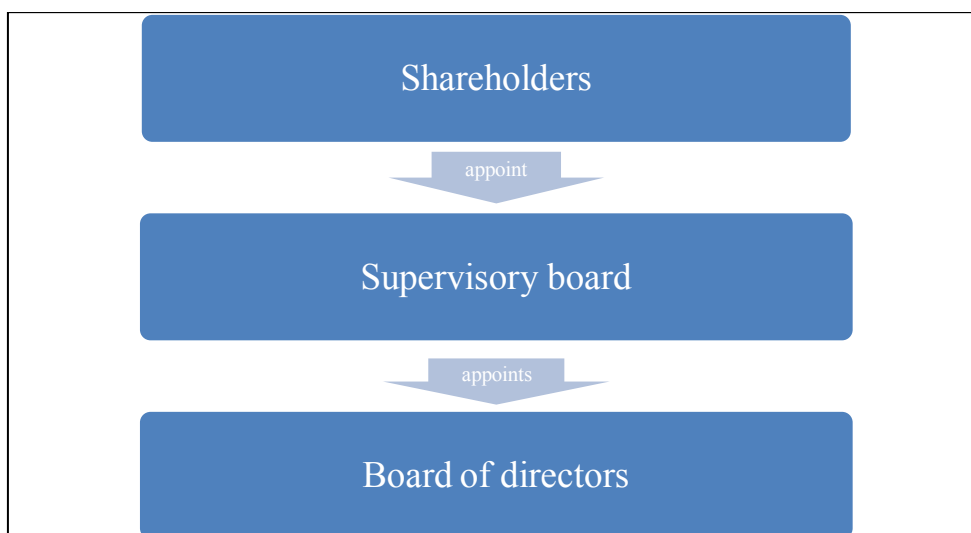 Shareholders
appoint
Supervisory board
appoints
Board of directors